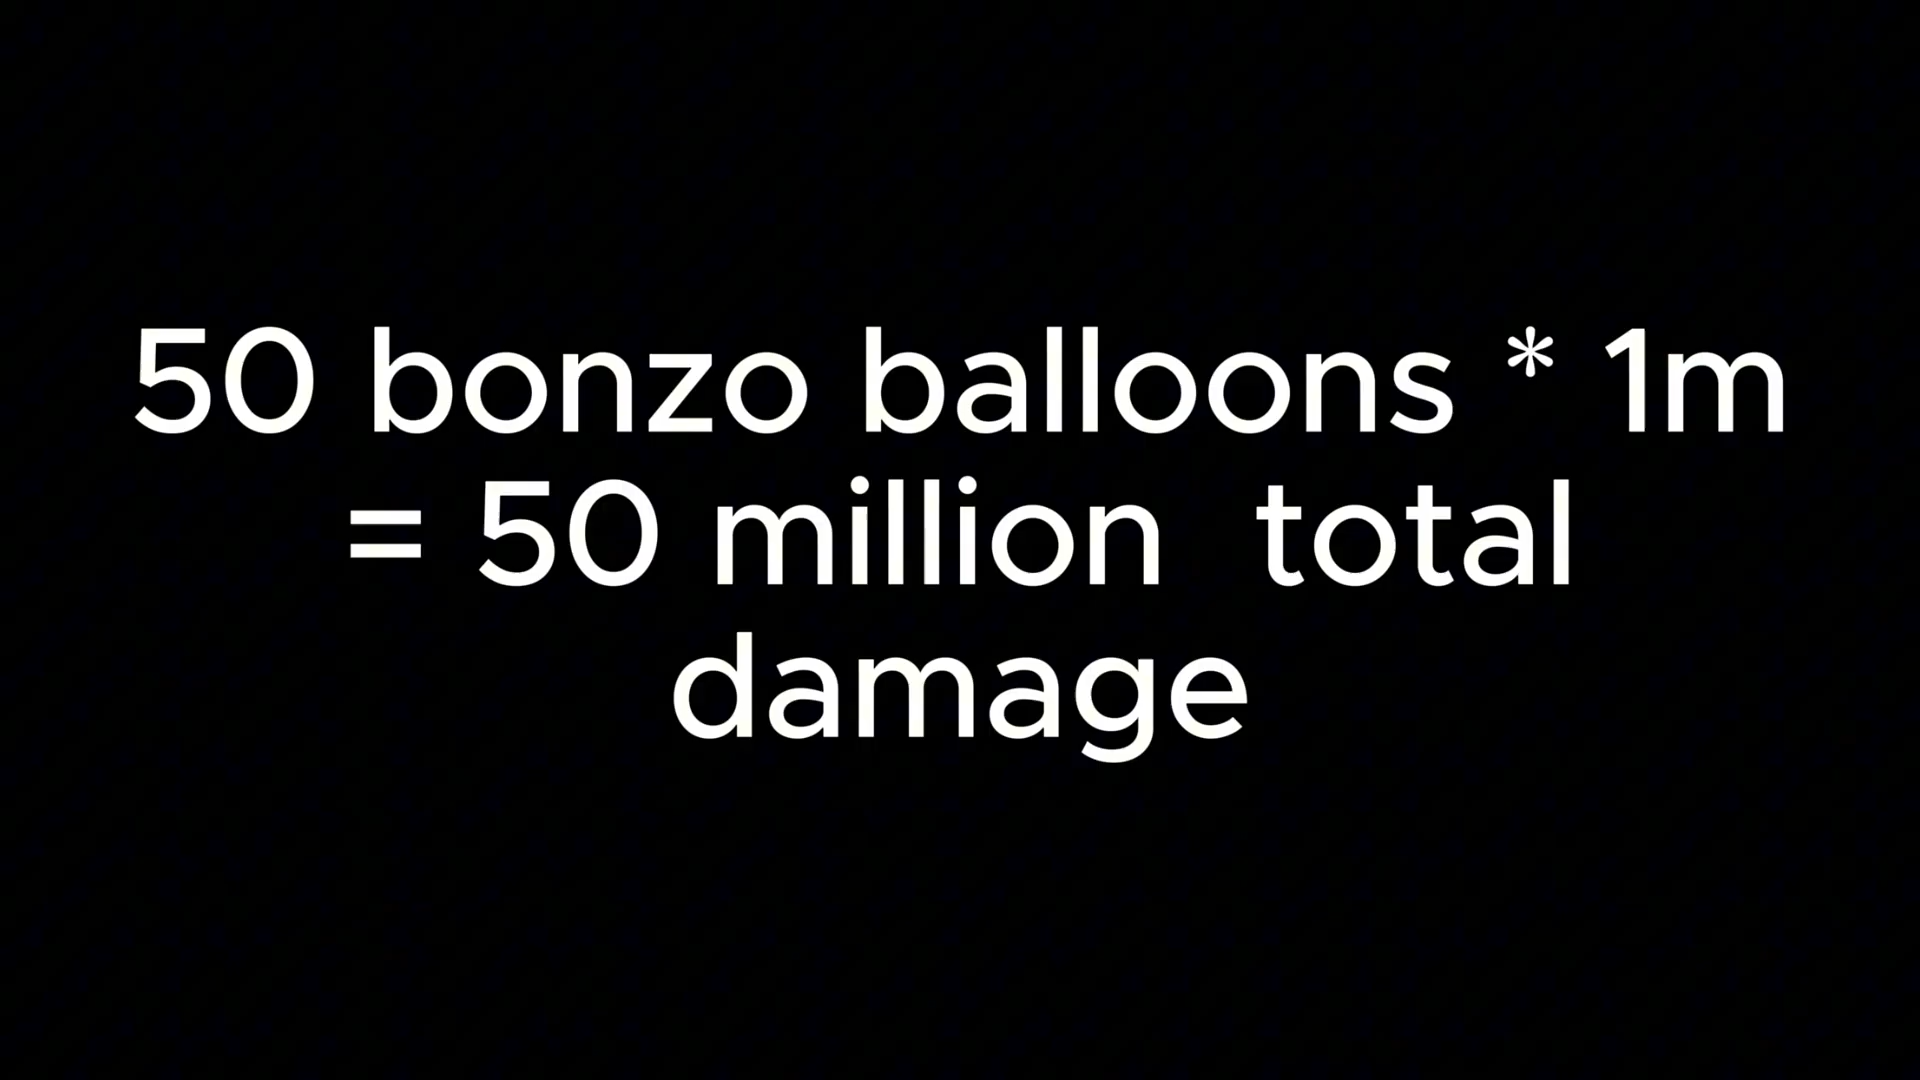 50 bonzo balloons * 1m
= 50 million  total
damage